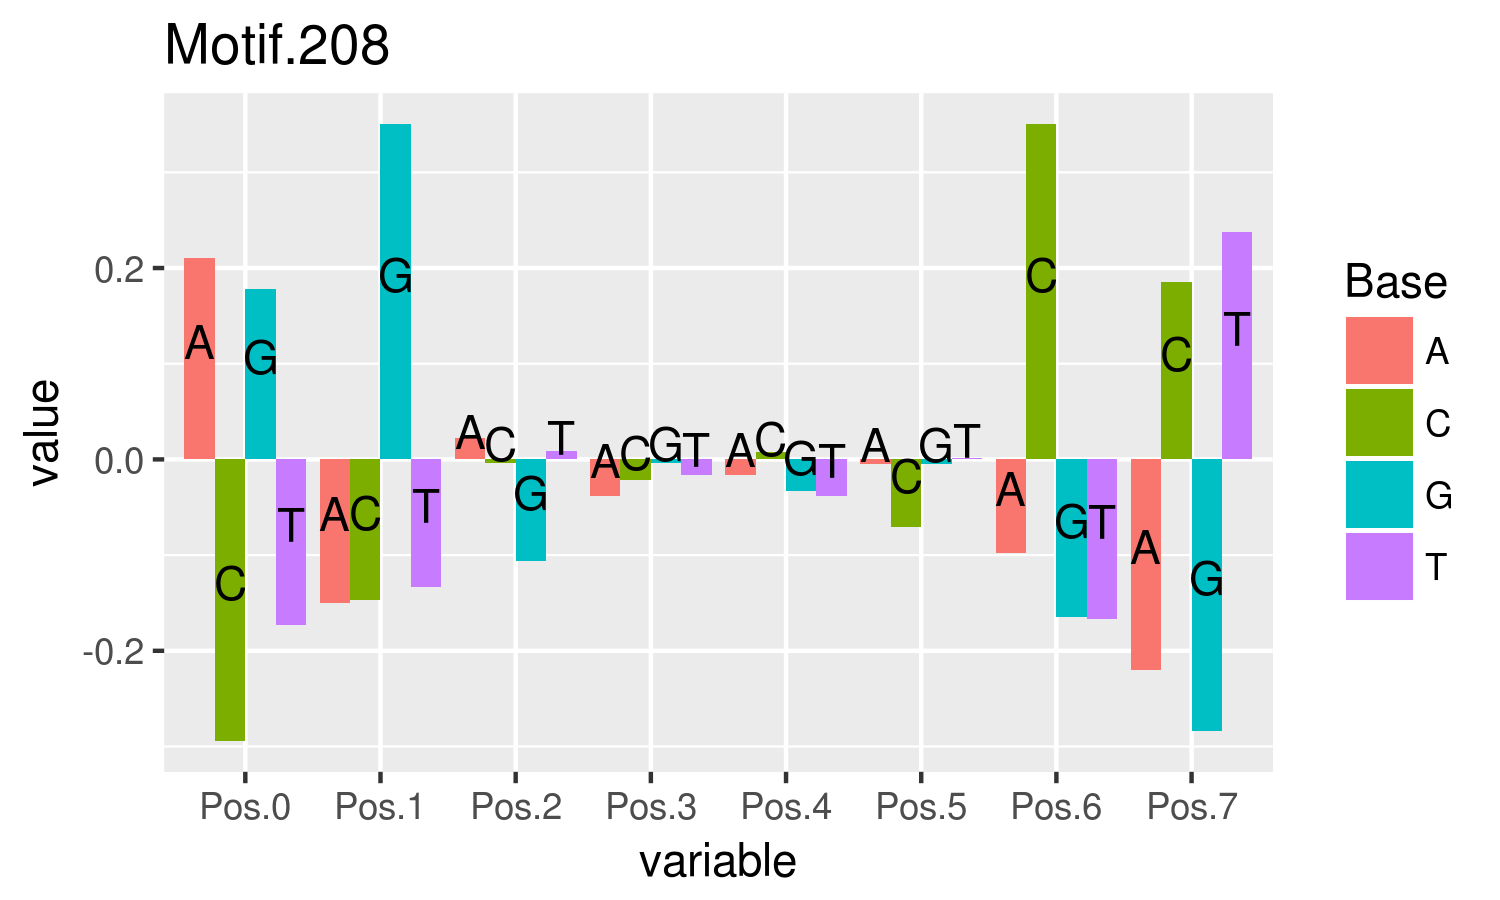 Motif.208
value
0.2
0.0
-0.2
A C G T
A C G T
A C G T
A C G T
A C G T
A C G T
A C G T
A C G T
Pos.0 Pos.1 Pos.2 Pos.3 Pos.4 Pos.5 Pos.6 Pos.7
variable
Base
A
C
G
T